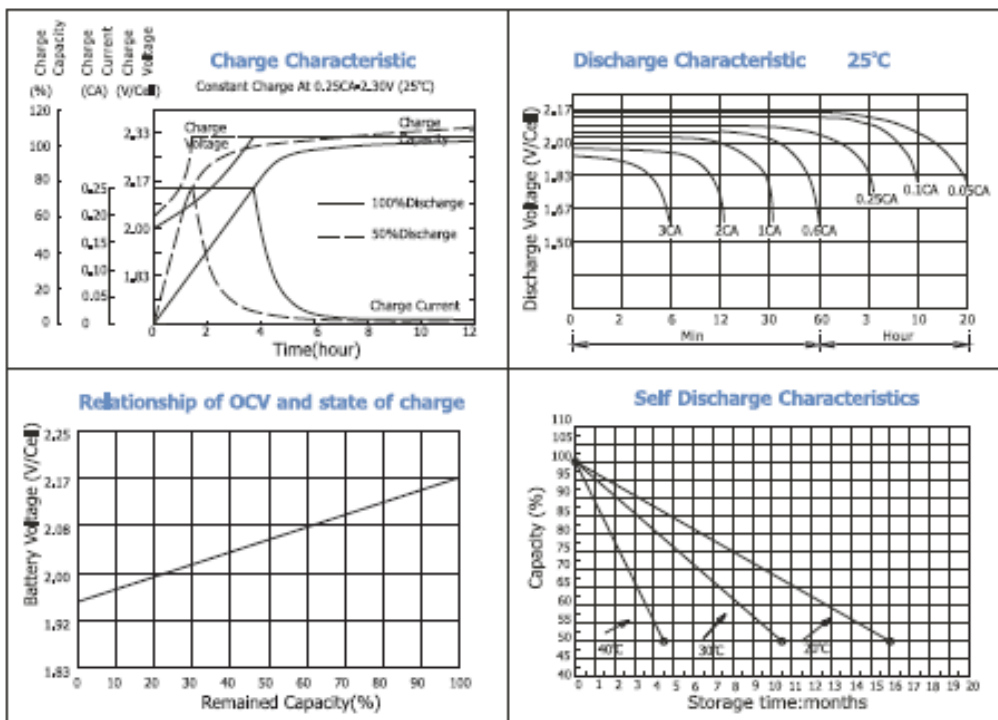 Charge Capacity
Charge Current
Charge Voltage
(%) (CA) (V/Cell)
Charge Characteristic
Constant Charge At 0.25CA-2.30V (25℃)
120
100
80
60
40
20
0
0.25
0.20
0.15
0.10
0.05
0
2.33
2.17
2.00
1.83
Charge Voltage
Charge Capacity
100%Discharge
50%Discharge
Charge Current
0 2 4 6 8 10 12
Time(hour)
Discharge Characteristic 25℃
Discharge Voltage (V/Cell)
2.17
2.00
1.83
1.67
1.50
3CA 2CA 1CA 0.6CA 0.25CA 0.1CA 0.05CA
0 2 6 12 30 60 3 10 20
Min Hour
Relationship of OCV and state of charge
Battery Voltage (V/Cell)
2.25
2.17
2.08
2.00
1.92
1.83
0 10 20 30 40 50 60 70 80 90 100
Remained Capacity(%)
Self Discharge Characteristics
Capacity (%)
110
105
100
95
90
85
80
75
70
65
60
55
50
45
40
40℃ 30℃ 20℃
0 1 2 3 4 5 6 7 8 9 10 11 12 13 14 15 16 17 18 19 20
Storage time:months